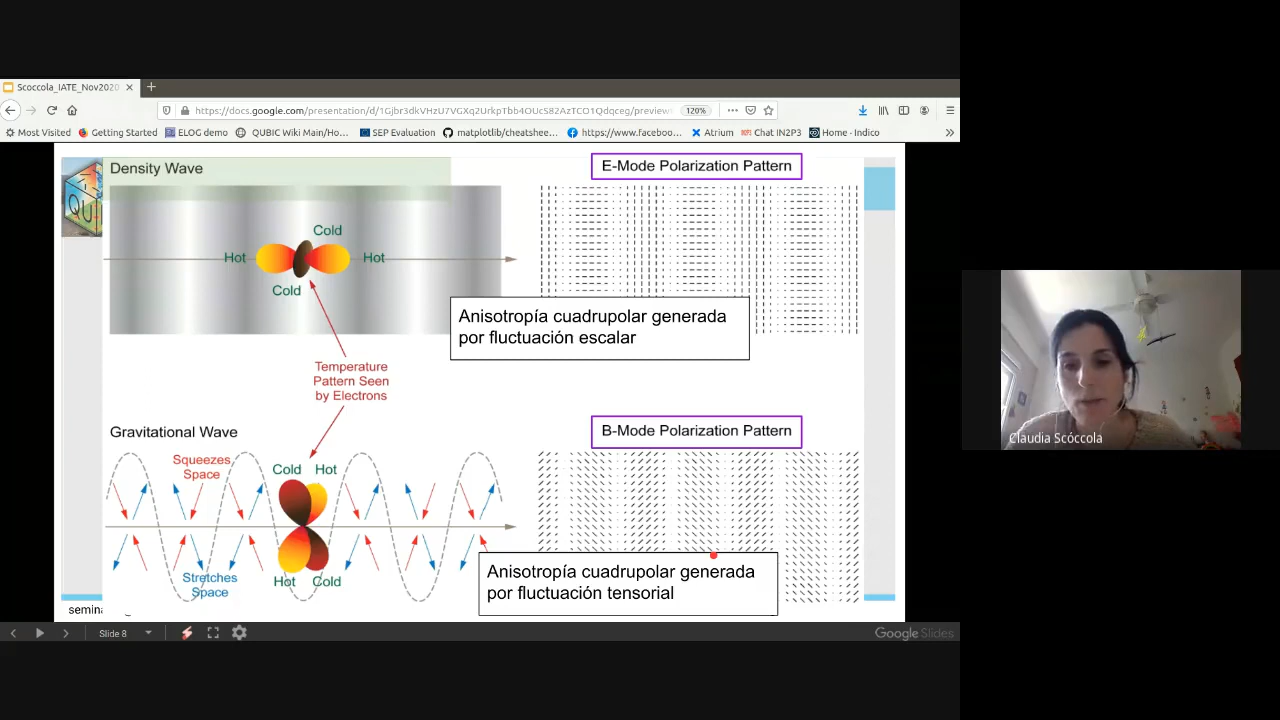 Scoccola_IATE_Nov2020
https://docs.google.com/presentation/d/1Gjbr3dkVHzU7VGXq2UrkpTbb4OUcS82AzTCO1Qdqceg/preview
120%
Most Visited
Getting Started
ELOG demo
QUBIC Wiki Main/Ho...
SEP Evaluation
matplotlib/cheatshee...
https://www.faceboo...
Atrium
Chat IN2P3
Home · Indico
Density Wave
E-Mode Polarization Pattern
QU
Cold
Hot
Hot
Cold
Anisotropía cuadrupolar generada
por fluctuación escalar
Temperature
Pattern Seen
by Electrons
Gravitational Wave
B-Mode Polarization Pattern
Squeezes
Space
Cold
Hot
Stretches
Space
Hot
Cold
Anisotropía cuadrupolar generada
por fluctuación tensorial
semin
Slide 8
Google Slides
Claudia Scóccola